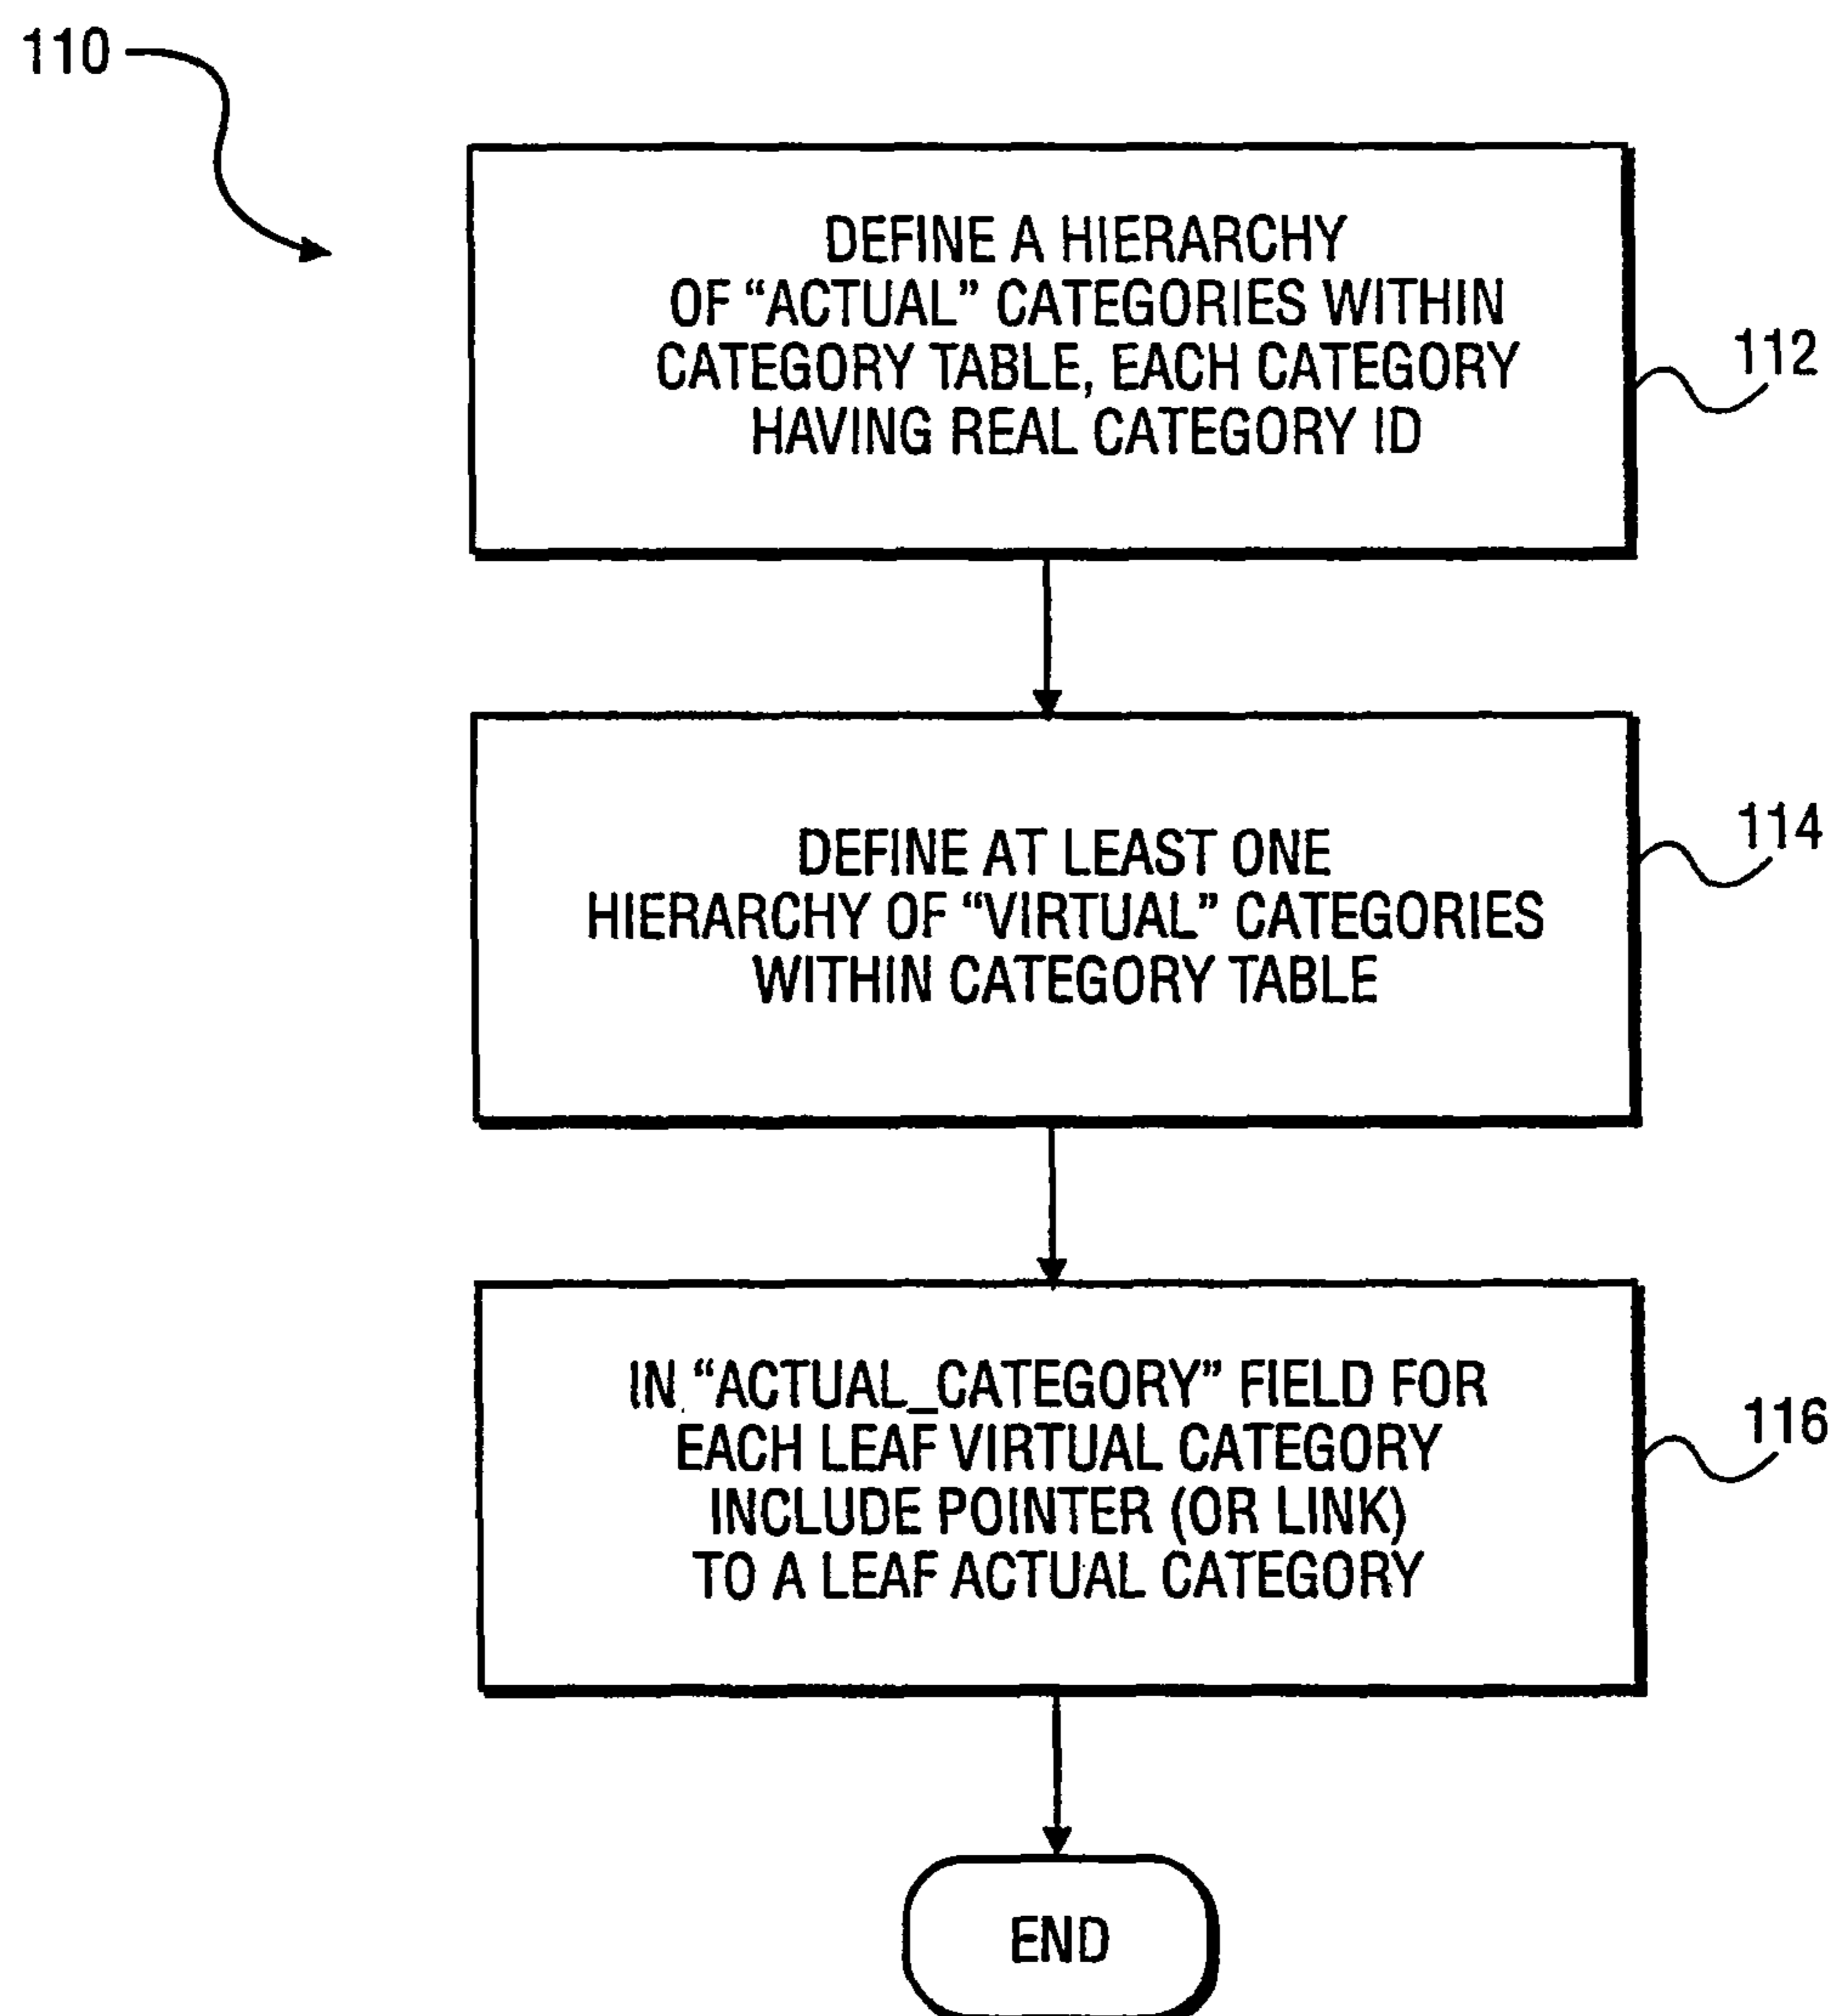 110
DEFINE A HIERARCHY
OF “ACTUAL” CATEGORIES WITHIN
CATEGORY TABLE, EACH CATEGORY
HAVING REAL CATEGORY ID
112
DEFINE AT LEAST ONE
HIERARCHY OF “VIRTUAL” CATEGORIES
WITHIN CATEGORY TABLE
114
IN “ACTUAL_CATEGORY” FIELD FOR
EACH LEAF VIRTUAL CATEGORY
INCLUDE POINTER (OR LINK)
TO A LEAF ACTUAL CATEGORY
116
END